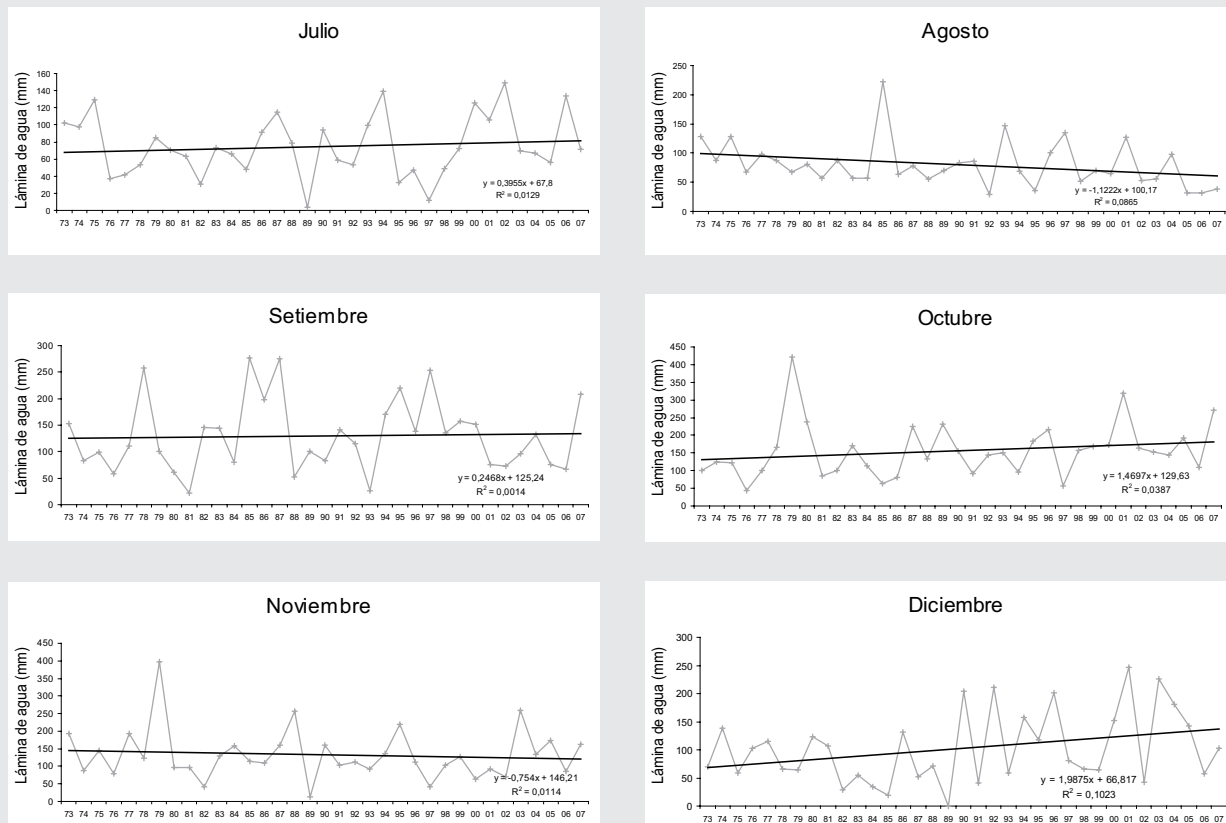 Julio
Lámina de agua (mm)
160
140
120
100
80
60
40
20
0
y = 0,3955x + 67,8
R² = 0,0129
73 74 75 76 77 78 79 80 81 82 83 84 85 86 87 88 89 90 91 92 93 94 95 96 97 98 99 00 01 02 03 04 05 06 07
Agosto
Lámina de agua (mm)
250
200
150
100
50
0
y = -1,1222x + 100,17
R² = 0,0865
73 74 75 76 77 78 79 80 81 82 83 84 85 86 87 88 89 90 91 92 93 94 95 96 97 98 99 00 01 02 03 04 05 06 07
Setiembre
Lámina de agua (mm)
300
250
200
150
100
50
0
y = 0,2468x + 125,24
R² = 0,0014
73 74 75 76 77 78 79 80 81 82 83 84 85 86 87 88 89 90 91 92 93 94 95 96 97 98 99 00 01 02 03 04 05 06 07
Octubre
Lámina de agua (mm)
450
400
350
300
250
200
150
100
50
0
y = 1,4697x + 129,63
R² = 0,0387
73 74 75 76 77 78 79 80 81 82 83 84 85 86 87 88 89 90 91 92 93 94 95 96 97 98 99 00 01 02 03 04 05 06 07
Noviembre
Lámina de agua (mm)
450
400
350
300
250
200
150
100
50
0
y = -0,754x + 146,21
R² = 0,0114
73 74 75 76 77 78 79 80 81 82 83 84 85 86 87 88 89 90 91 92 93 94 95 96 97 98 99 00 01 02 03 04 05 06 07
Diciembre
Lámina de agua (mm)
300
250
200
150
100
50
0
y = 1,9875x + 66,817
R² = 0,1023
73 74 75 76 77 78 79 80 81 82 83 84 85 86 87 88 89 90 91 92 93 94 95 96 97 98 99 00 01 02 03 04 05 06 07